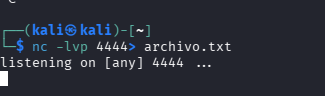 ┌──(kali㉿kali)-[~]
└─$ nc -lvp 4444> archivo.txt
listening on [any] 4444 ...